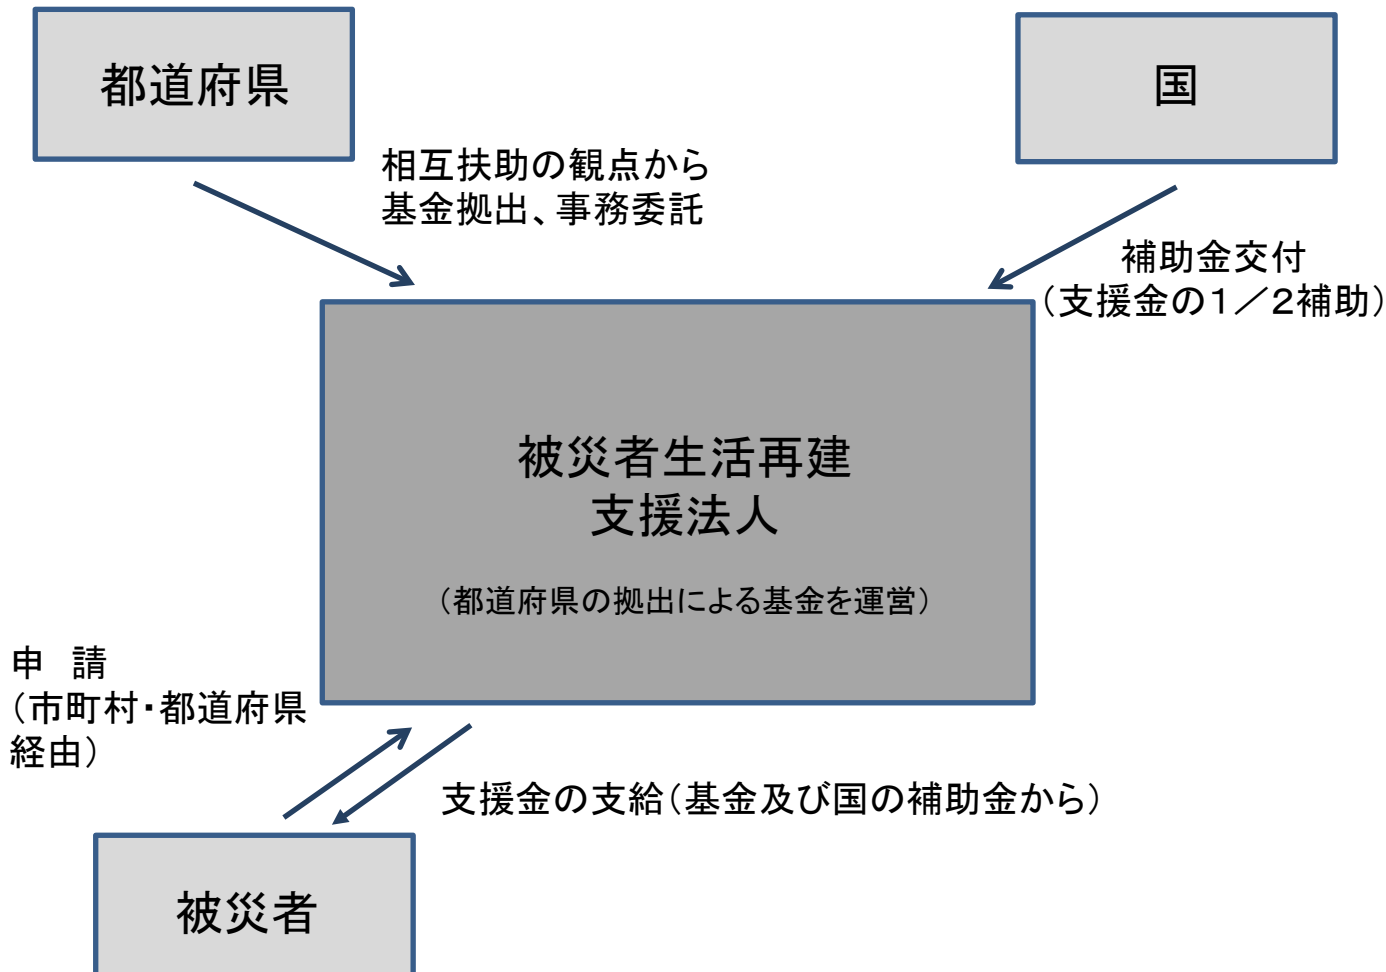 都道府県
国
相互扶助の観点から
基金拠出、事務委託
補助金交付
(支援金の1/2補助)
被災者生活再建
支援法人
(都道府県の拠出による基金を運営)
申　請
(市町村・都道府県
経由)
支援金の支給(基金及び国の補助金から)
被災者